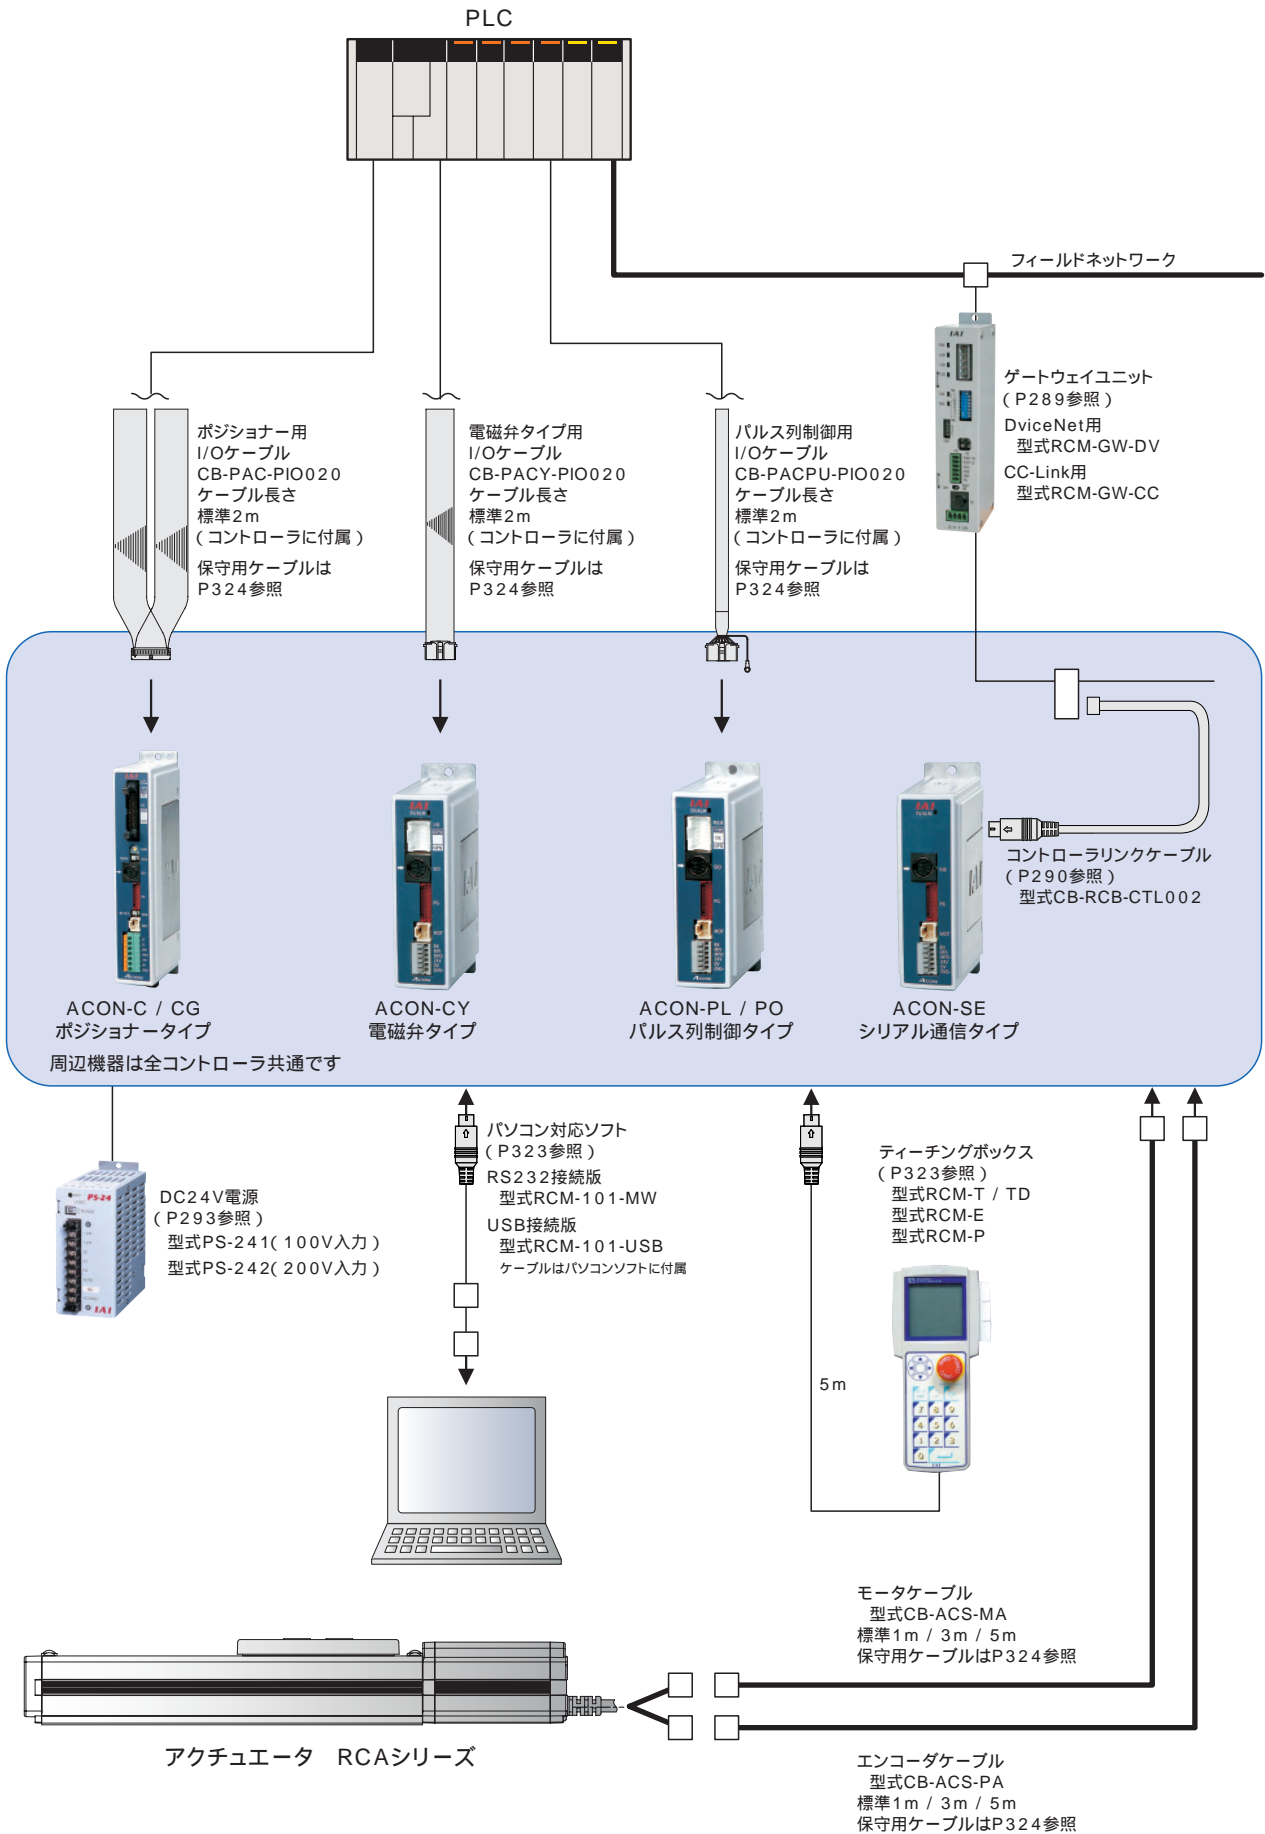 PLC
フィールドネットワーク
ゲートウェイユニット
(P289参照)
DviceNet用
型式RCM-GW-DV
CC-Link用
型式RCM-GW-CC
ポジショナー用
I/Oケーブル
CB-PAC-PIO020
ケーブル長さ
標準2m
(コントローラに付属)
保守用ケーブルは
P324参照
電磁弁タイプ用
I/Oケーブル
CB-PACY-PIO020
ケーブル長さ
標準2m
(コントローラに付属)
保守用ケーブルは
P324参照
パルス列制御用
I/Oケーブル
CB-PACPU-PIO020
ケーブル長さ
標準2m
(コントローラに付属)
保守用ケーブルは
P324参照
コントローラリンクケーブル
(P290参照)
型式CB-RCB-CTL002
ACON-C / CG
ポジショナータイプ
ACON-CY
電磁弁タイプ
ACON-PL / PO
パルス列制御タイプ
ACON-SE
シリアル通信タイプ
周辺機器は全コントローラ共通です
PS-24
IAI
DC24V電源
(P293参照)
型式PS-241(100V入力)
型式PS-242(200V入力)
パソコン対応ソフト
(P323参照)
RS232接続版
型式RCM-101-MW
USB接続版
型式RCM-101-USB
ケーブルはパソコンソフトに付属
ティーチングボックス
(P323参照)
型式RCM-T / TD
型式RCM-E
型式RCM-P
5m
モータケーブル
型式CB-ACS-MA
標準1m / 3m / 5m
保守用ケーブルはP324参照
アクチュエータ　RCAシリーズ
エンコーダケーブル
型式CB-ACS-PA
標準1m / 3m / 5m
保守用ケーブルはP324参照